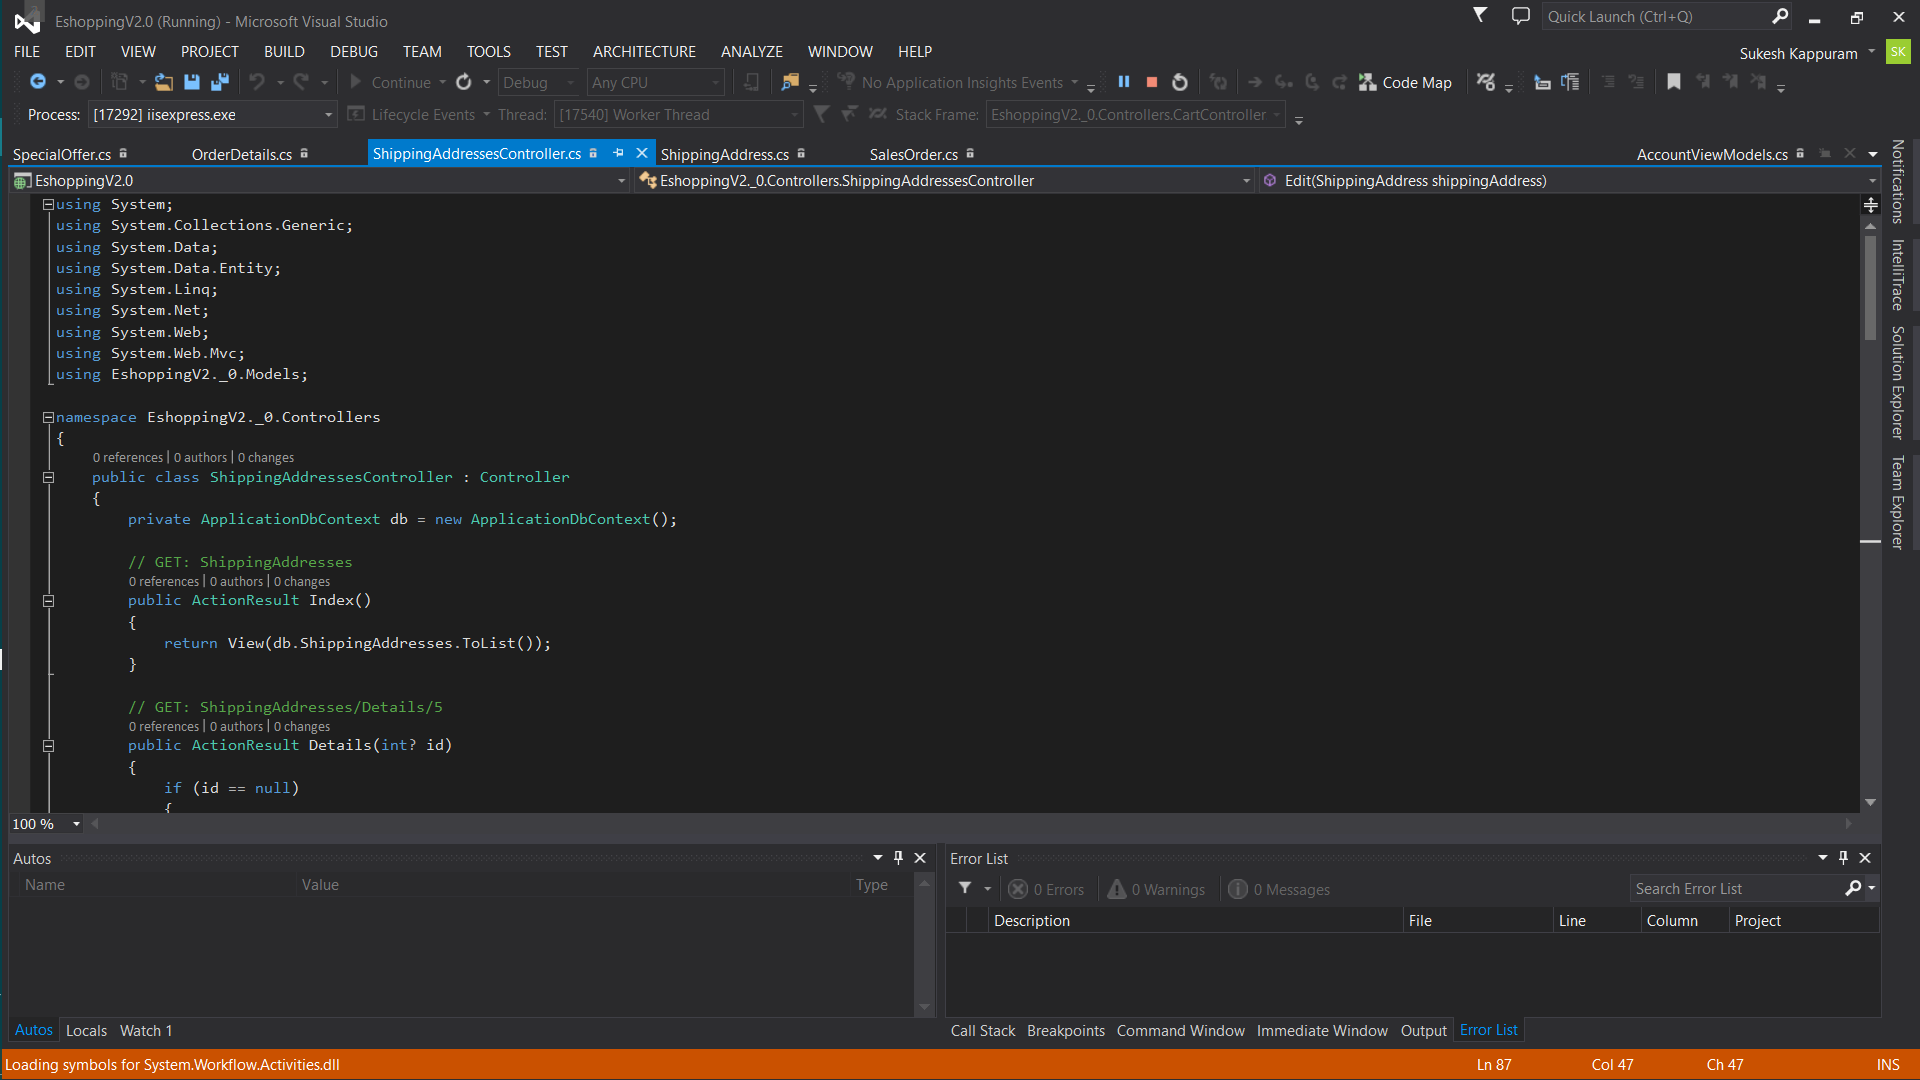 EshoppingV2.0 (Running) - Microsoft Visual Studio
Quick Launch (Ctrl+Q)
FILE EDIT VIEW PROJECT BUILD DEBUG TEAM TOOLS TEST ARCHITECTURE ANALYZE WINDOW HELP
Sukesh Kappuram SK
Continue Debug Any CPU No Application Insights Events Code Map
Process: [17292] iisexpress.exe Lifecycle Events Thread: [17540] Worker Thread Stack Frame: EshoppingV2._0.Controllers.CartController
SpecialOffer.cs OrderDetails.cs ShippingAddressesController.cs ShippingAddress.cs SalesOrder.cs AccountViewModels.cs
EshoppingV2.0 EshoppingV2._0.Controllers.ShippingAddressesController Edit(ShippingAddress shippingAddress)
using System;
using System.Collections.Generic;
using System.Data;
using System.Data.Entity;
using System.Linq;
using System.Net;
using System.Web;
using System.Web.Mvc;
using EshoppingV2._0.Models;
namespace EshoppingV2._0.Controllers
{
0 references | 0 authors | 0 changes
public class ShippingAddressesController : Controller
{
private ApplicationDbContext db = new ApplicationDbContext();
// GET: ShippingAddresses
0 references | 0 authors | 0 changes
public ActionResult Index()
{
return View(db.ShippingAddresses.ToList());
}
// GET: ShippingAddresses/Details/5
0 references | 0 authors | 0 changes
public ActionResult Details(int? id)
{
if (id == null)
{
100 %
Notifications
IntelliTrace
Solution Explorer
Team Explorer
Autos
Name Value Type
Autos Locals Watch 1
Error List
0 Errors 0 Warnings 0 Messages Search Error List
Description File Line Column Project
Call Stack Breakpoints Command Window Immediate Window Output Error List
Loading symbols for System.Workflow.Activities.dll Ln 87 Col 47 Ch 47 INS